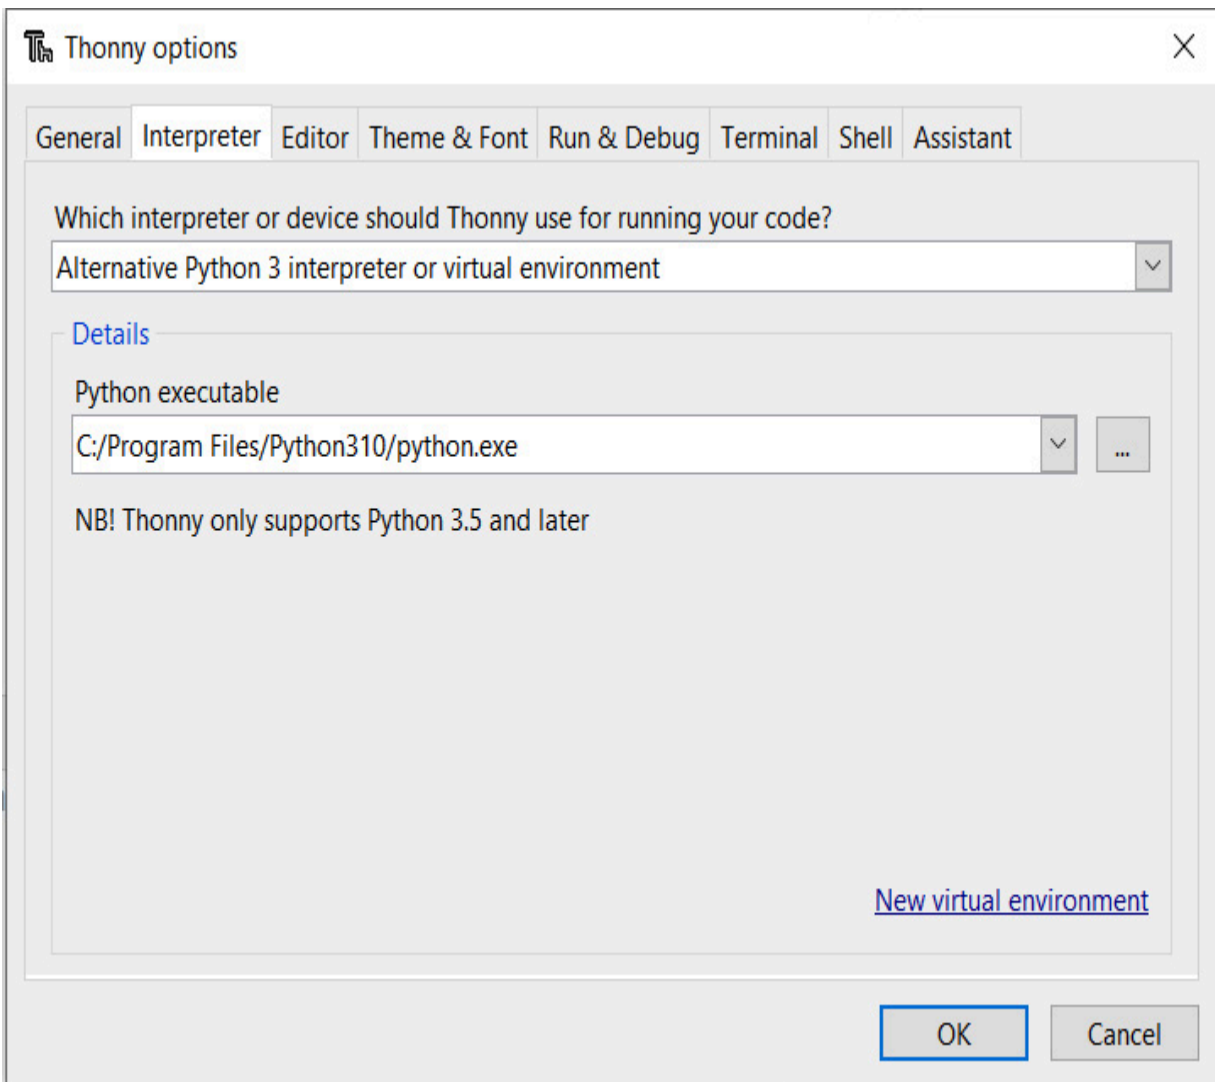 Thonny options
General Interpreter Editor Theme & Font Run & Debug Terminal Shell Assistant
Which interpreter or device should Thonny use for running your code?
Alternative Python 3 interpreter or virtual environment
Details
Python executable
C:/Program Files/Python310/python.exe
...
NB! Thonny only supports Python 3.5 and later
New virtual environment
OK Cancel